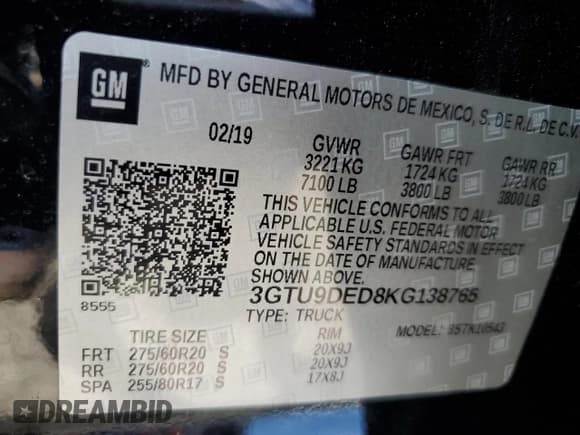 GM
MFD BY GENERAL MOTORS DE MEXICO, S. DE R.L. DE C.V.
02/19 GVWR GAWR FRT GAWR RR
3221 KG 1724 KG 1724 KG
7100 LB 3800 LB 3800 LB
THIS VEHICLE CONFORMS TO ALL
APPLICABLE U.S. FEDERAL MOTOR
VEHICLE SAFETY STANDARDS IN EFFECT
ON THE DATE OF MANUFACTURE
SHOWN ABOVE.
8555 3GTU9DED8KG138765
TYPE: TRUCK MODEL:
TIRE SIZE RIM
FRT 275/60R20 S 20X9J
RR 275/60R20 S 20X9J
SPA 255/80R17 S 17X8J
DREAMBID